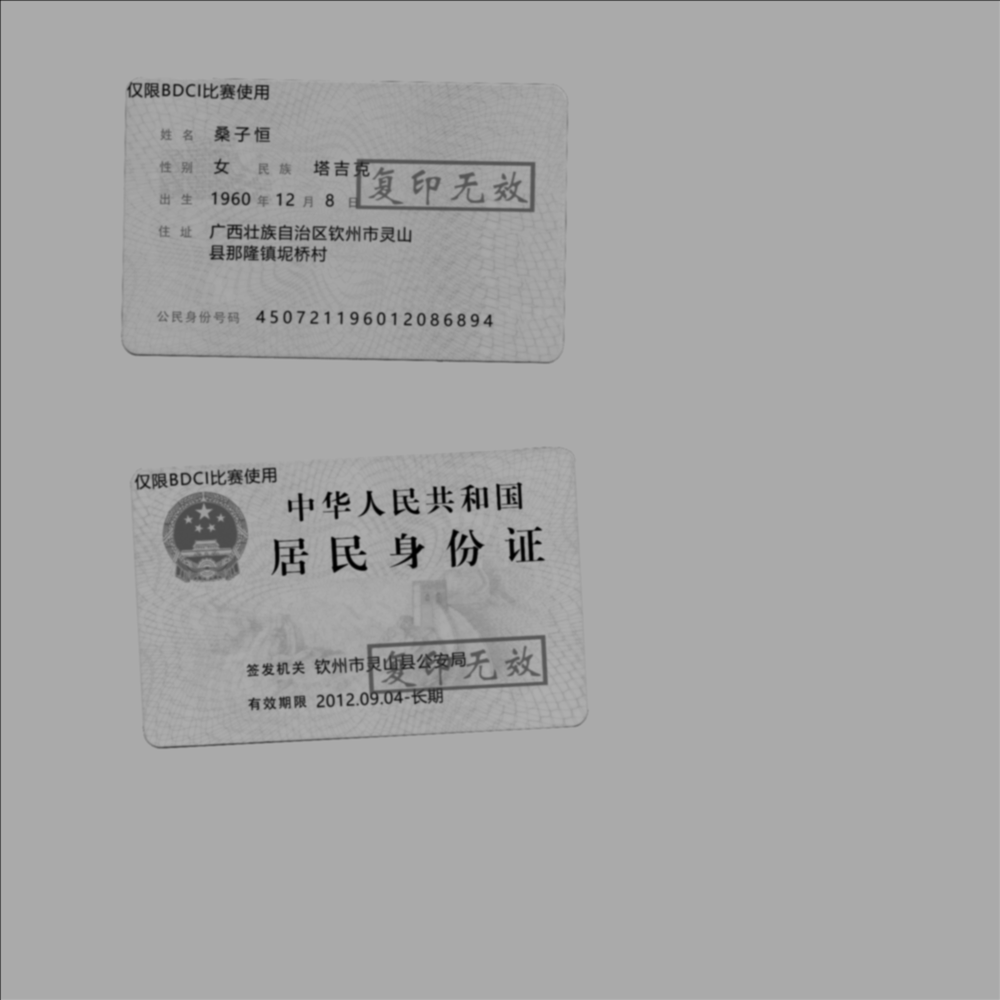 仅限BDCI比赛使用
姓名 桑子恒
性别 女 民族 塔吉克
复印无效
出生 1960 年 12 月 8 日
住址 广西壮族自治区钦州市灵山
县那隆镇坭桥村
公民身份号码 450721196012086894
仅限BDCI比赛使用
中华人民共和国
居民身份证
签发机关 钦州市灵山县公安局
复印无效
有效期限 2012.09.04-长期